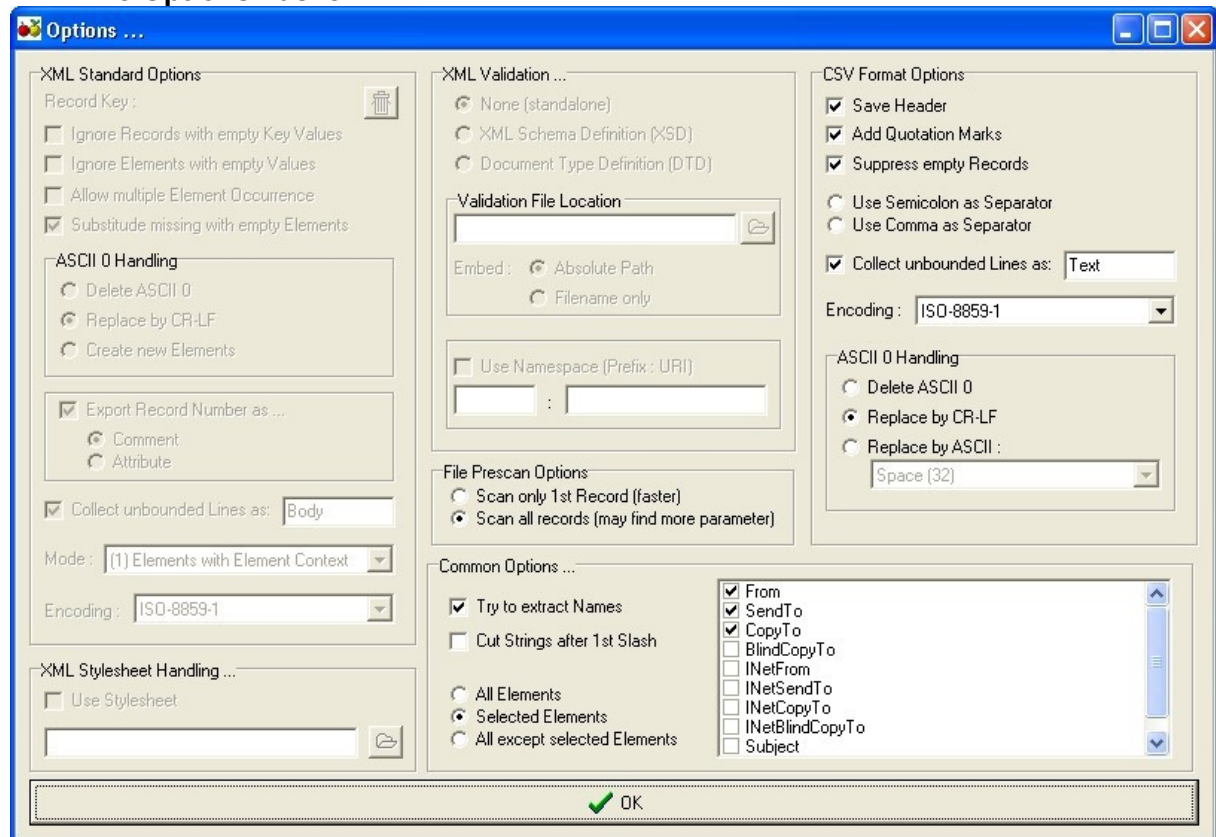 Options ...
XML Standard Options
Record Key :
Ignore Records with empty Key Values
Ignore Elements with empty Values
Allow multiple Element Occurrence
Substitude missing with empty Elements
ASCII 0 Handling
Delete ASCII 0
Replace by CR-LF
Create new Elements
Export Record Number as ...
Comment
Attribute
Collect unbounded Lines as: Body
Mode : (1) Elements with Element Context
Encoding : ISO-8859-1
XML Stylesheet Handling ...
Use Stylesheet
XML Validation ...
None (standalone)
XML Schema Definition (XSD)
Document Type Definition (DTD)
Validation File Location
Embed : Absolute Path
Filename only
Use Namespace (Prefix : URI)
:
File Prescan Options
Scan only 1st Record (faster)
Scan all records (may find more parameter)
CSV Format Options
Save Header
Add Quotation Marks
Suppress empty Records
Use Semicolon as Separator
Use Comma as Separator
Collect unbounded Lines as: Text
Encoding : ISO-8859-1
ASCII 0 Handling
Delete ASCII 0
Replace by CR-LF
Replace by ASCII :
Space (32)
Common Options ...
Try to extract Names
Cut Strings after 1st Slash
All Elements
Selected Elements
All except selected Elements
From
SendTo
CopyTo
BlindCopyTo
INetFrom
INetSendTo
INetCopyTo
INetBlindCopyTo
Subject
OK